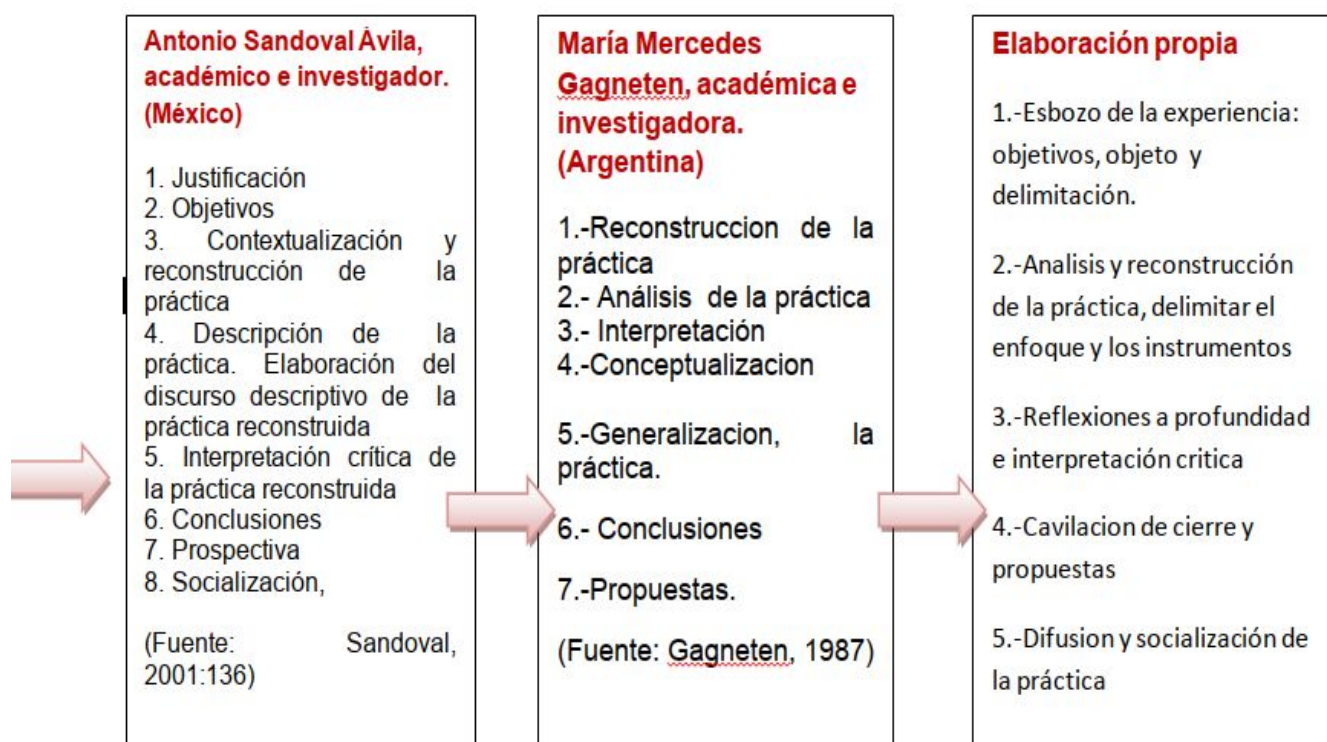 Antonio Sandoval Ávila,
académico e investigador.
(México)
1. Justificación
2. Objetivos
3. Contextualización y
reconstrucción de la
práctica
4. Descripción de la
práctica. Elaboración del
discurso descriptivo de la
práctica reconstruida
5. Interpretación crítica de
la práctica reconstruida
6. Conclusiones
7. Prospectiva
8. Socialización,
(Fuente: Sandoval,
2001:136)
María Mercedes
Gagneten, académica e
investigadora.
(Argentina)
1.-Reconstruccion de la
práctica
2.- Análisis de la práctica
3.- Interpretación
4.-Conceptualizacion
5.-Generalizacion, la
práctica.
6.- Conclusiones
7.-Propuestas.
(Fuente: Gagneten, 1987)
Elaboración propia
1.-Esbozo de la experiencia:
objetivos, objeto y
delimitación.
2.-Analisis y reconstrucción
de la práctica, delimitar el
enfoque y los instrumentos
3.-Reflexiones a profundidad
e interpretación critica
4.-Cavilacion de cierre y
propuestas
5.-Difusion y socialización de
la práctica